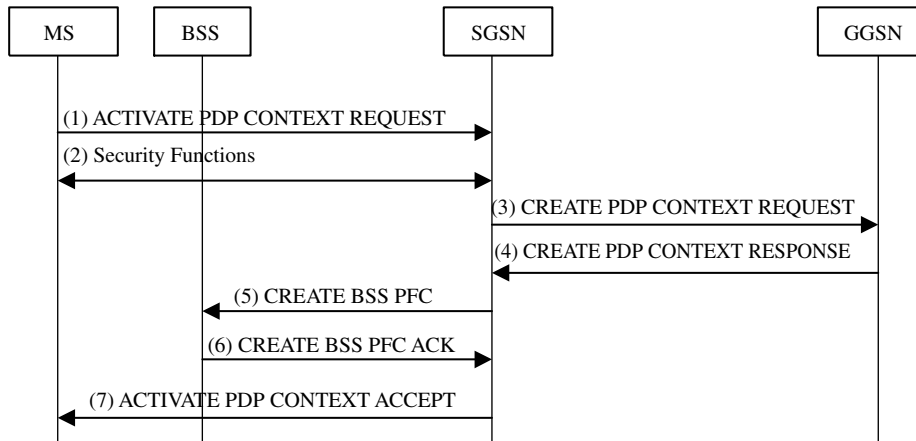 MS
BSS
SGSN
GGSN
(1) ACTIVATE PDP CONTEXT REQUEST
(2) Security Functions
(3) CREATE PDP CONTEXT REQUEST
(4) CREATE PDP CONTEXT RESPONSE
(5) CREATE BSS PFC
(6) CREATE BSS PFC ACK
(7) ACTIVATE PDP CONTEXT ACCEPT